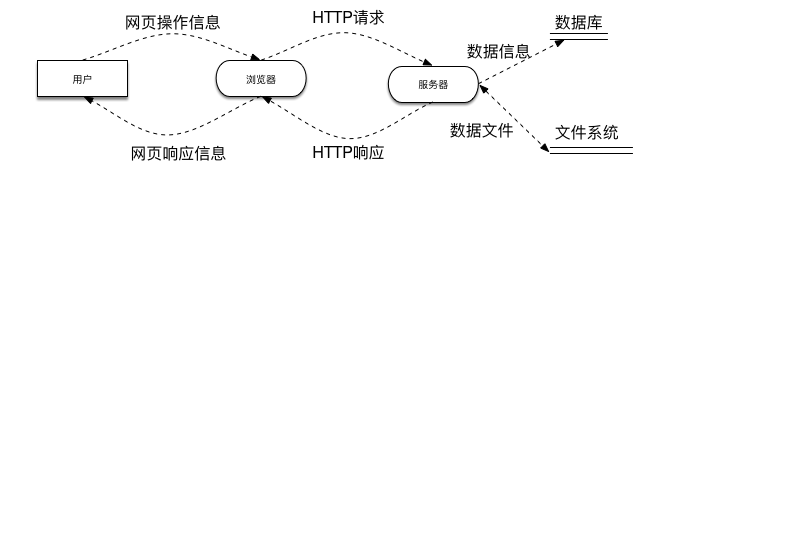 网页操作信息
HTTP请求
数据库
数据信息
用户
浏览器
服务器
数据文件
文件系统
网页响应信息
HTTP响应